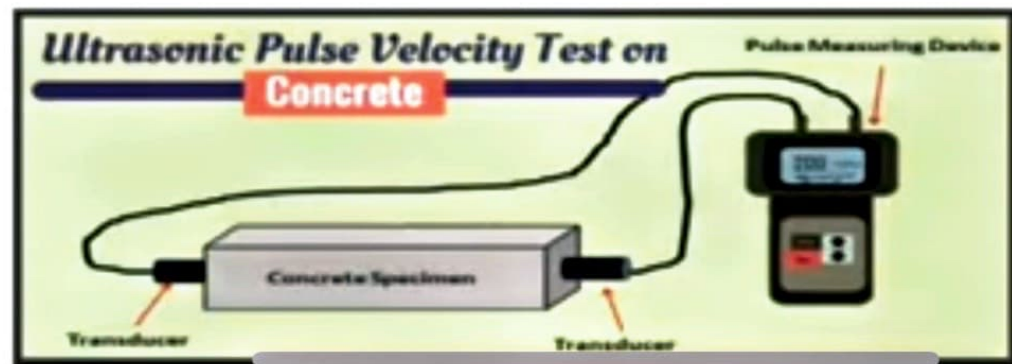 Ultrasonic Pulse Velocity Test on
Concrete
Pulse Measuring Device
Concrete Specimen
Transducer
Transducer